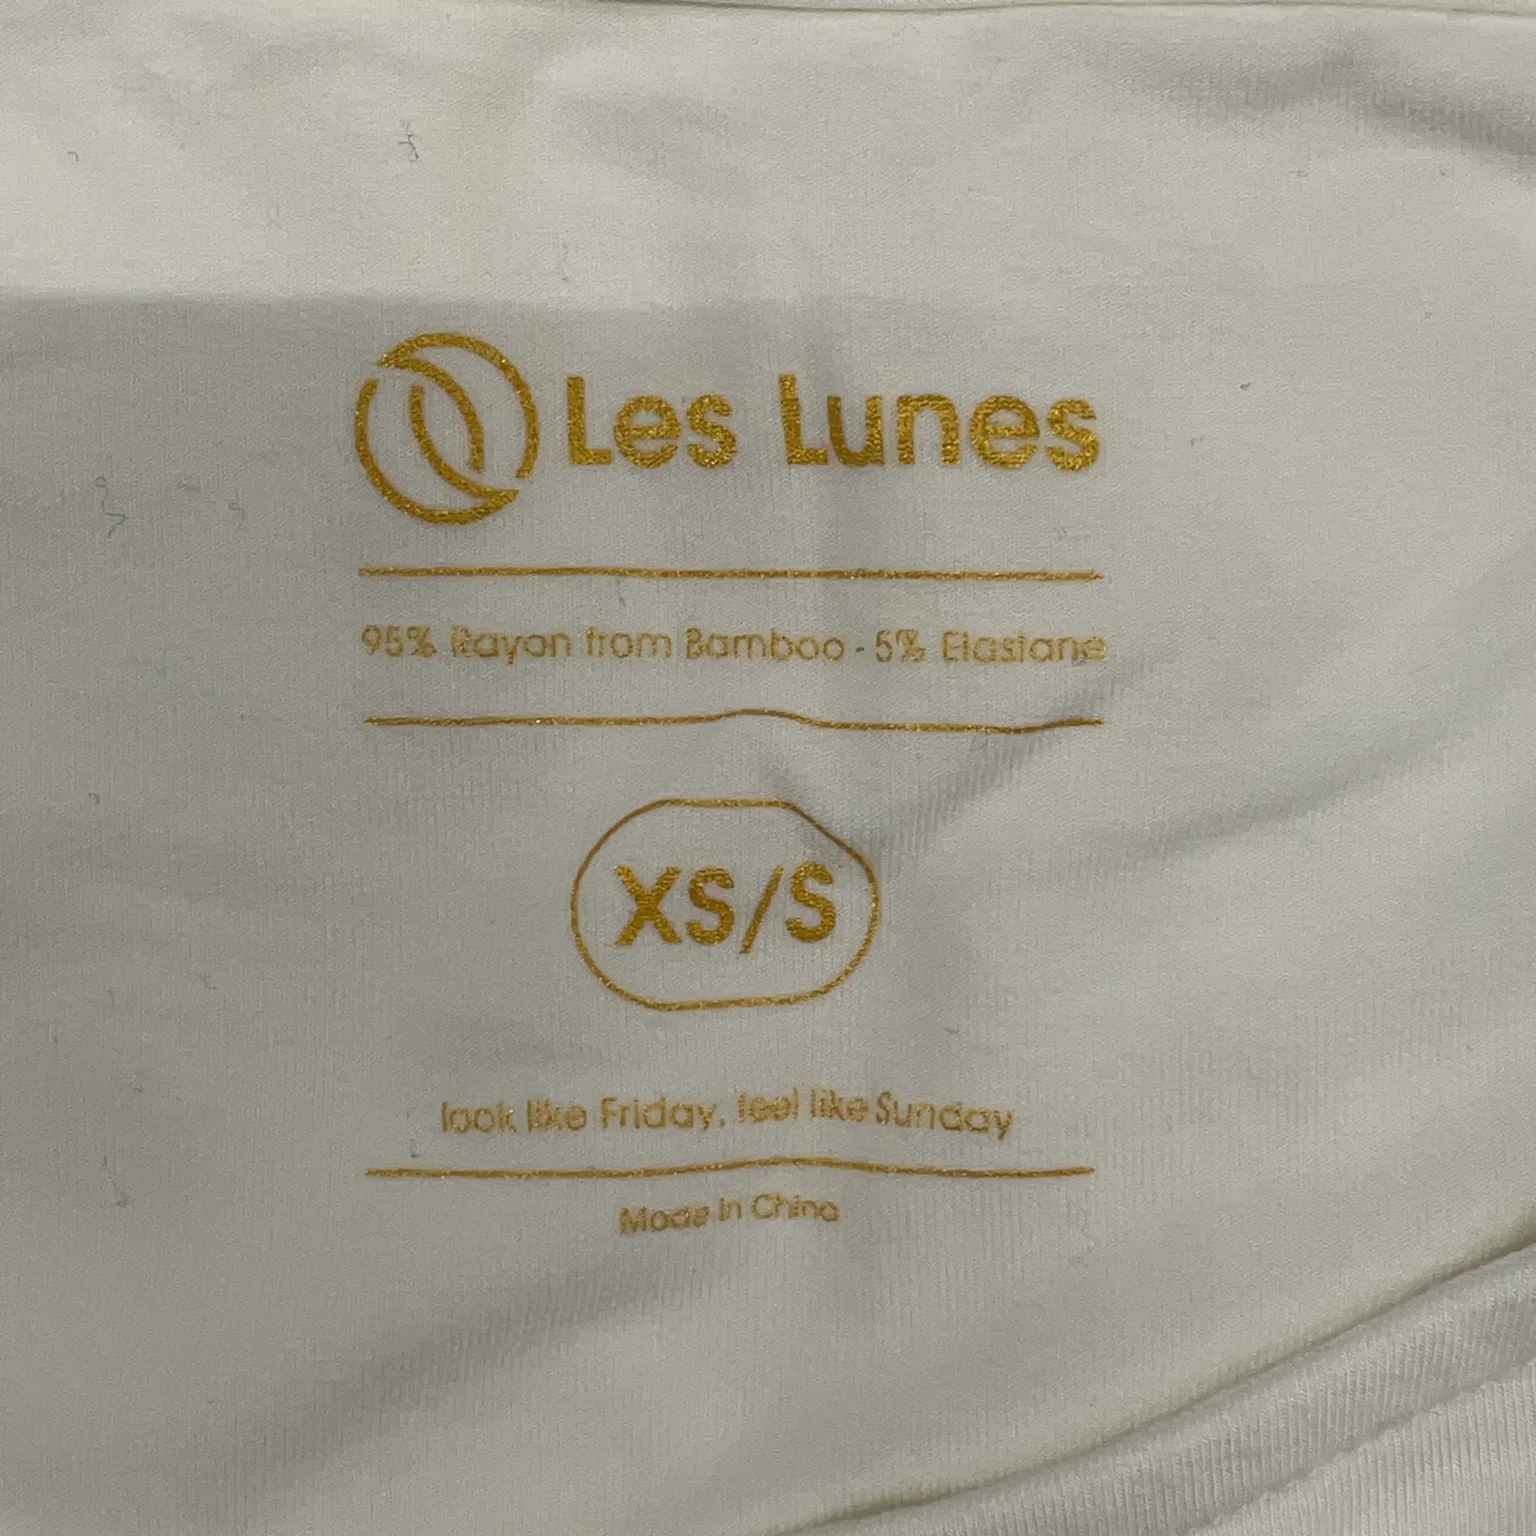 Les Lunes
95% Rayon from Bamboo - 5% Elastane
XS/S
look like Friday, feel like Sunday
Made in China